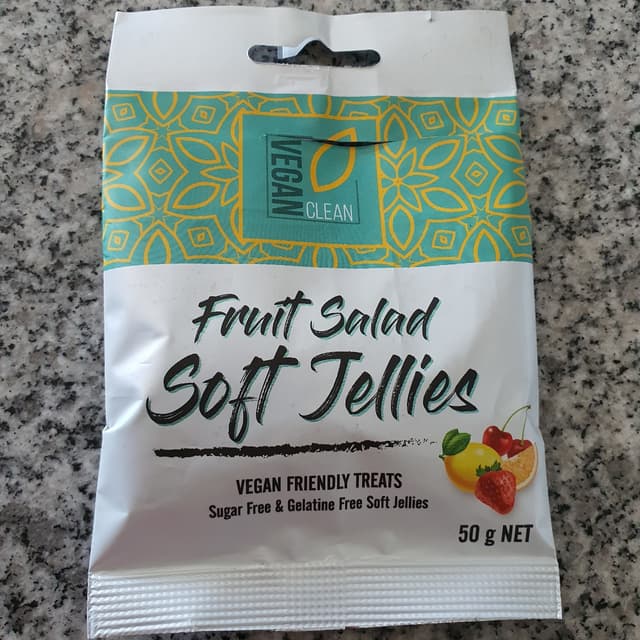 VEGAN
CLEAN
Fruit Salad
Soft Jellies
VEGAN FRIENDLY TREATS
Sugar Free & Gelatine Free Soft Jellies
50 g NET